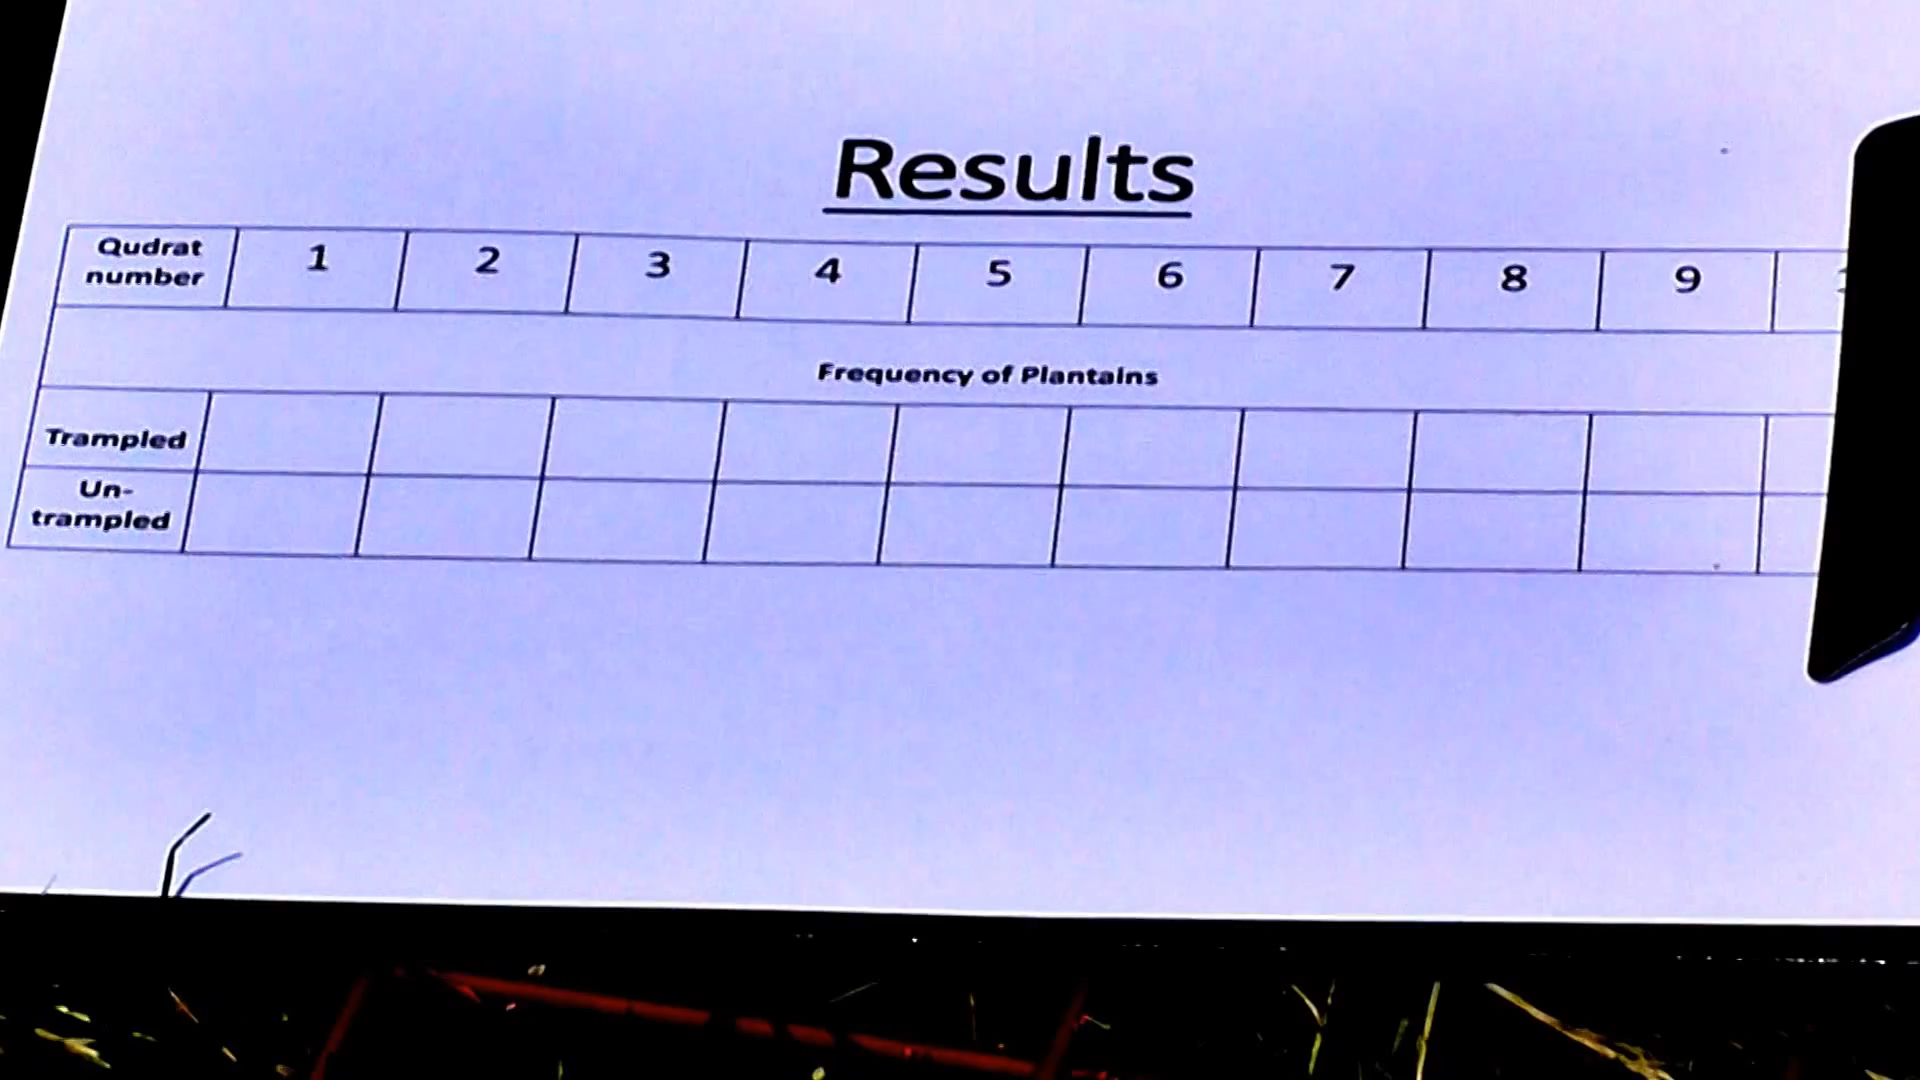 Results
Qudrat number 1 2 3 4 5 6 7 8 9
Frequency of Plantains
Trampled
Un-
trampled